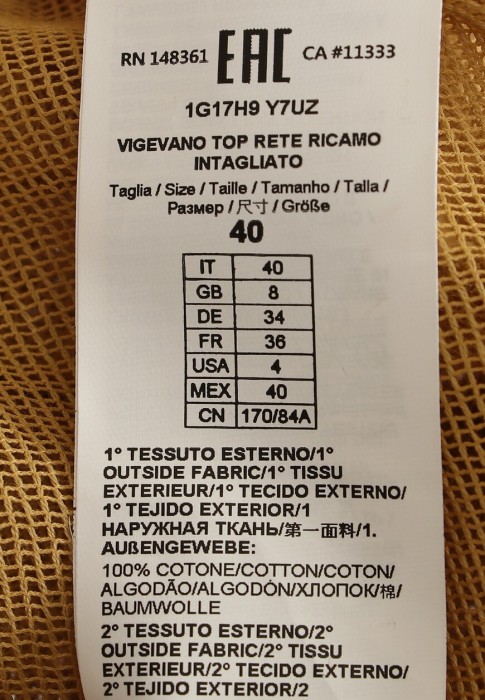 RN 148361 EAC CA #11333
1G17H9 Y7UZ
VIGEVANO TOP RETE RICAMO
INTAGLIATO
Taglia / Size / Taille / Tamanho / Talla /
Размер / 尺寸 / Größe
40
IT 40
GB 8
DE 34
FR 36
USA 4
MEX 40
CN 170/84A
1° TESSUTO ESTERNO/1°
OUTSIDE FABRIC/1° TISSU
EXTERIEUR/1° TECIDO EXTERNO/
1° TEJIDO EXTERIOR/1
НАРУЖНАЯ ТКАНЬ/第一面料/1.
AUßENGEWEBE:
100% COTONE/COTTON/COTON/
ALGODÃO/ALGODÓN/ХЛОПОК/棉/
BAUMWOLLE
2° TESSUTO ESTERNO/2°
OUTSIDE FABRIC/2° TISSU
EXTERIEUR/2° TECIDO EXTERNO/
2° TEJIDO EXTERIOR/2